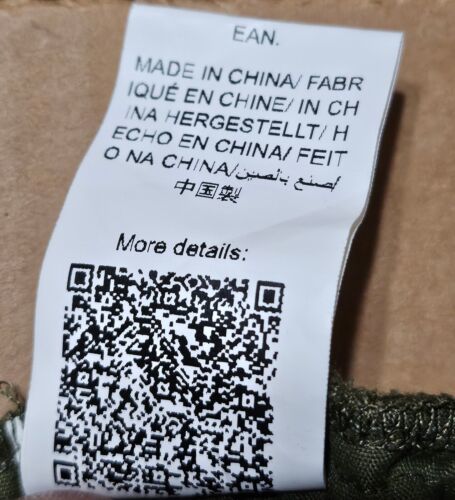 EAN.
MADE IN CHINA/ FABR
IQUÉ EN CHINE/ IN CH
INA HERGESTELLT/ H
ECHO EN CHINA/ FEIT
O NA CHINA/أصنع بالصين
中国製
More details: